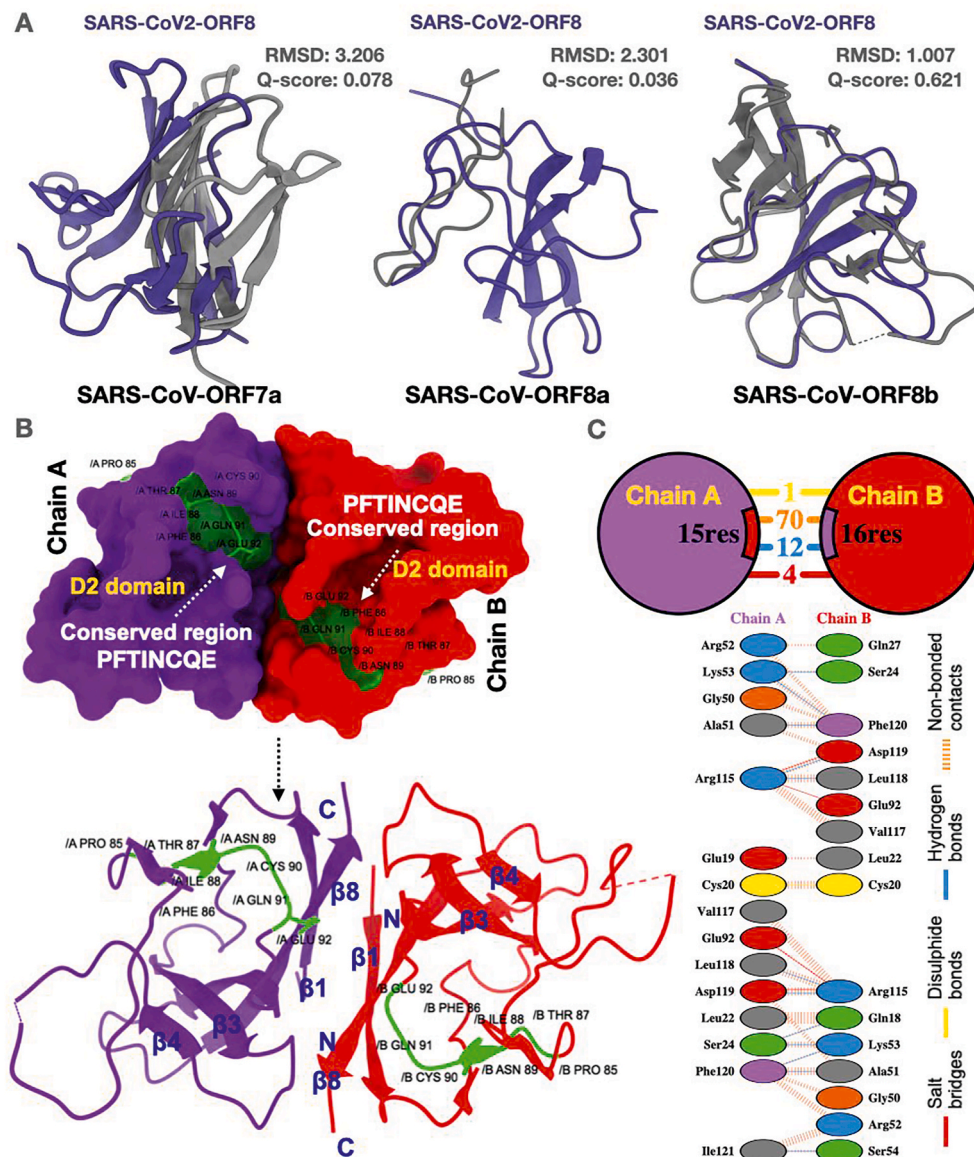 A
SARS-CoV2-ORF8
RMSD: 3.206
Q-score: 0.078
SARS-CoV-ORF7a
SARS-CoV2-ORF8
RMSD: 2.301
Q-score: 0.036
SARS-CoV-ORF8a
SARS-CoV2-ORF8
RMSD: 1.007
Q-score: 0.621
SARS-CoV-ORF8b
B
Chain A
/A PRO 85
/A CYS 90
/A THR 87
/A ASN 89
/A ILE 88
/A GLN 91
/A PHE 86
/A GLU 92
D2 domain
Conserved region
PFTINCQE
PFTINCQE
Conserved region
D2 domain
/B GLU 92
/B PHE 86
/B GLN 91
/B ILE 88
/B THR 87
/B CYS 90
/B ASN 89
/B PRO 85
Chain B
/A PRO 85
/A THR 87
/A ASN 89
/A ILE 88
/A CYS 90
/A GLN 91
/A PHE 86
/A GLU 92
C
β8
N
β1
β1
β3
β4
β4
β3
/B GLU 92
/B PHE 86
/B ILE 88
/B THR 87
/B GLN 91
/B CYS 90
/B ASN 89
/B PRO 85
N
β8
C
C
Chain A
Chain B
15res
16res
1
70
12
4
Chain A
Chain B
Arg52
Gln27
Lys53
Ser24
Gly50
Ala51
Phe120
Asp119
Arg115
Leu118
Glu92
Val117
Glu19
Leu22
Cys20
Cys20
Val117
Glu92
Leu118
Asp119
Arg115
Leu22
Gln18
Ser24
Lys53
Phe120
Ala51
Gly50
Arg52
Ile121
Ser54
Non-bonded
contacts
Hydrogen
bonds
Disulphide
bonds
Salt
bridges